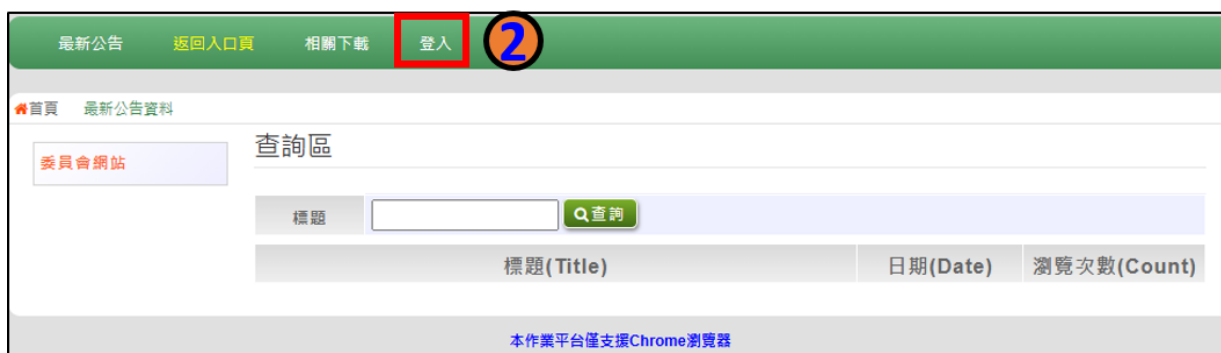 最新公告 返回入口頁 相關下載 登入 2
首頁 最新公告資料
委員會網站
查詢區
標題 查詢
標題(Title) 日期(Date) 瀏覽次數(Count)
本作業平台僅支援Chrome瀏覽器